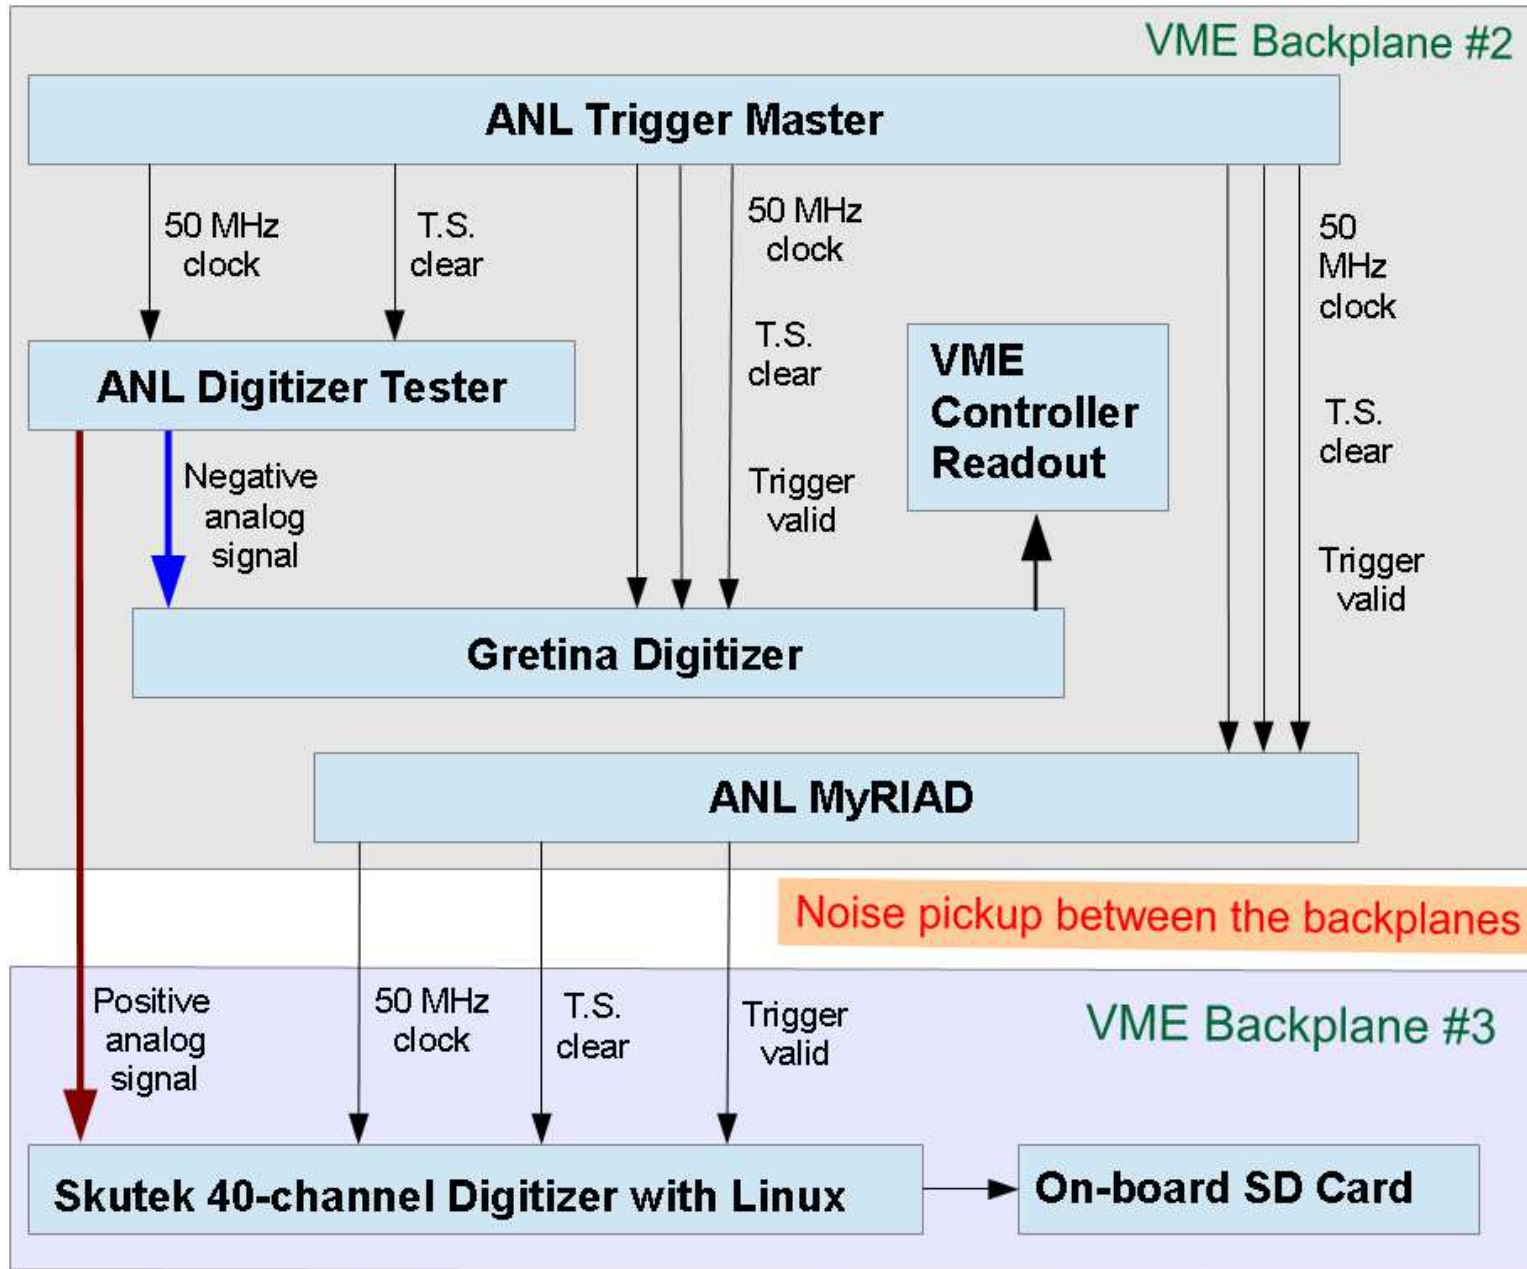 VME Backplane #2
ANL Trigger Master
50 MHz
clock
T.S.
clear
50 MHz
clock
T.S.
clear
Trigger
valid
50
MHz
clock
T.S.
clear
Trigger
valid
ANL Digitizer Tester
VME
Controller
Readout
Negative
analog
signal
Gretina Digitizer
ANL MyRIAD
Noise pickup between the backplanes
VME Backplane #3
Positive
analog
signal
50 MHz
clock
T.S.
clear
Trigger
valid
Skutek 40-channel Digitizer with Linux
On-board SD Card